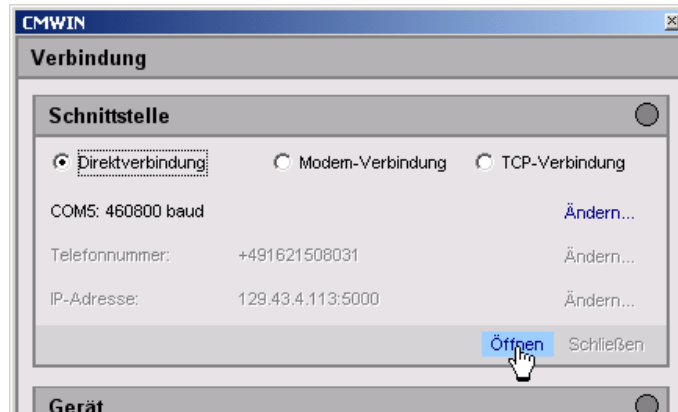 CMWIN
Verbindung
Schnittstelle
Direktverbindung Modem-Verbindung TCP-Verbindung
COM5: 460800 baud Ändern...
Telefonnummer: +491621508031 Ändern...
IP-Adresse: 129.43.4.113:5000 Ändern...
Öffnen Schließen
Gerät